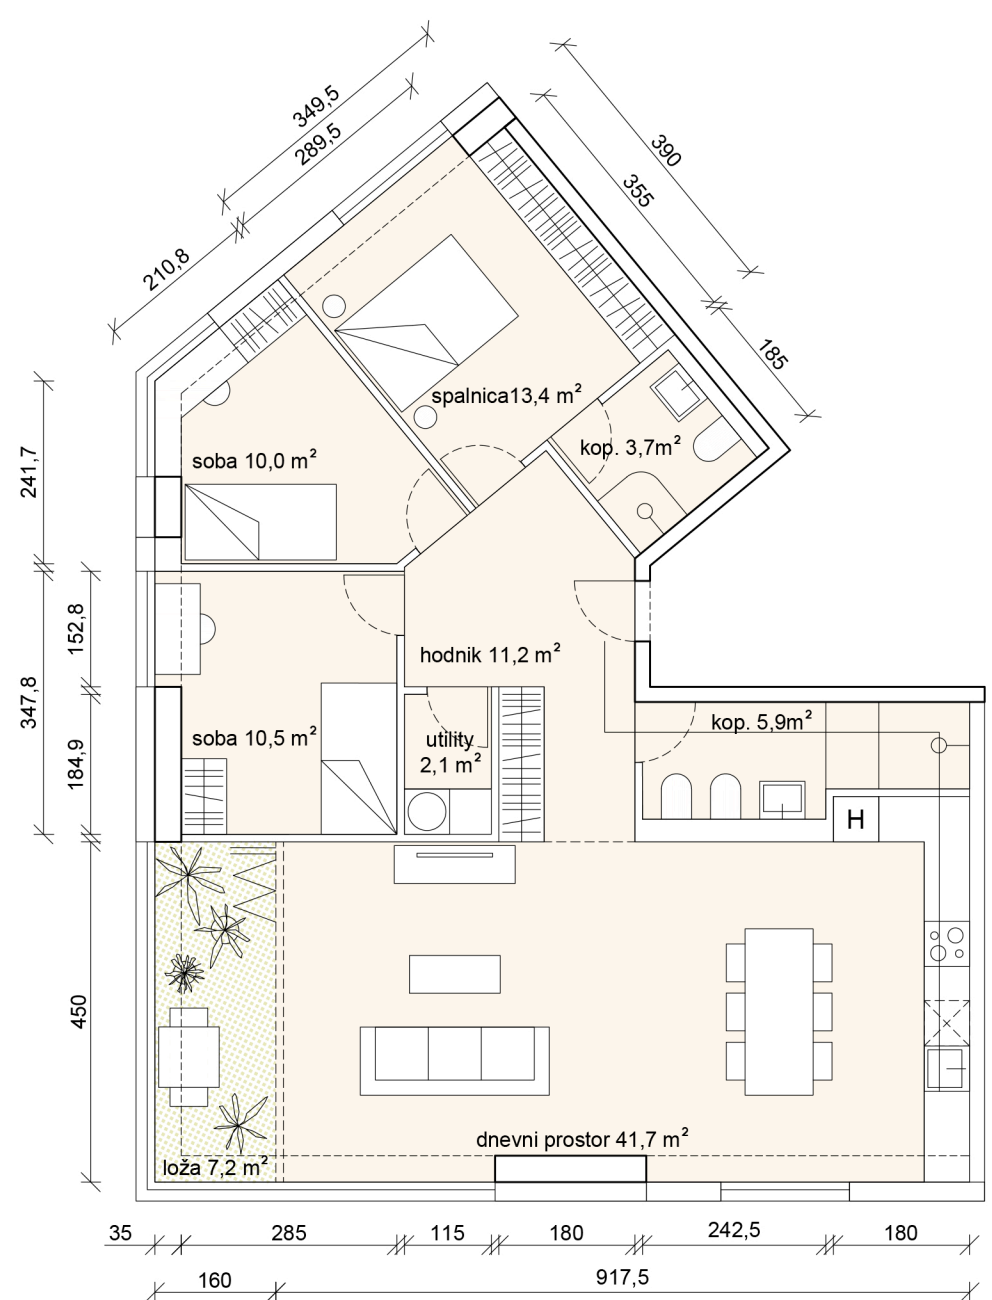 349,5
289,5
390
355
210,8
185
spalnica13,4 m²
kop. 3,7m²
soba 10,0 m²
241,7
152,8
hodnik 11,2 m²
347,8
kop. 5,9m²
soba 10,5 m²
utility
2,1 m²
184,9
H
450
dnevni prostor 41,7 m²
loža 7,2 m²
35
285
115
180
242,5
180
160
917,5